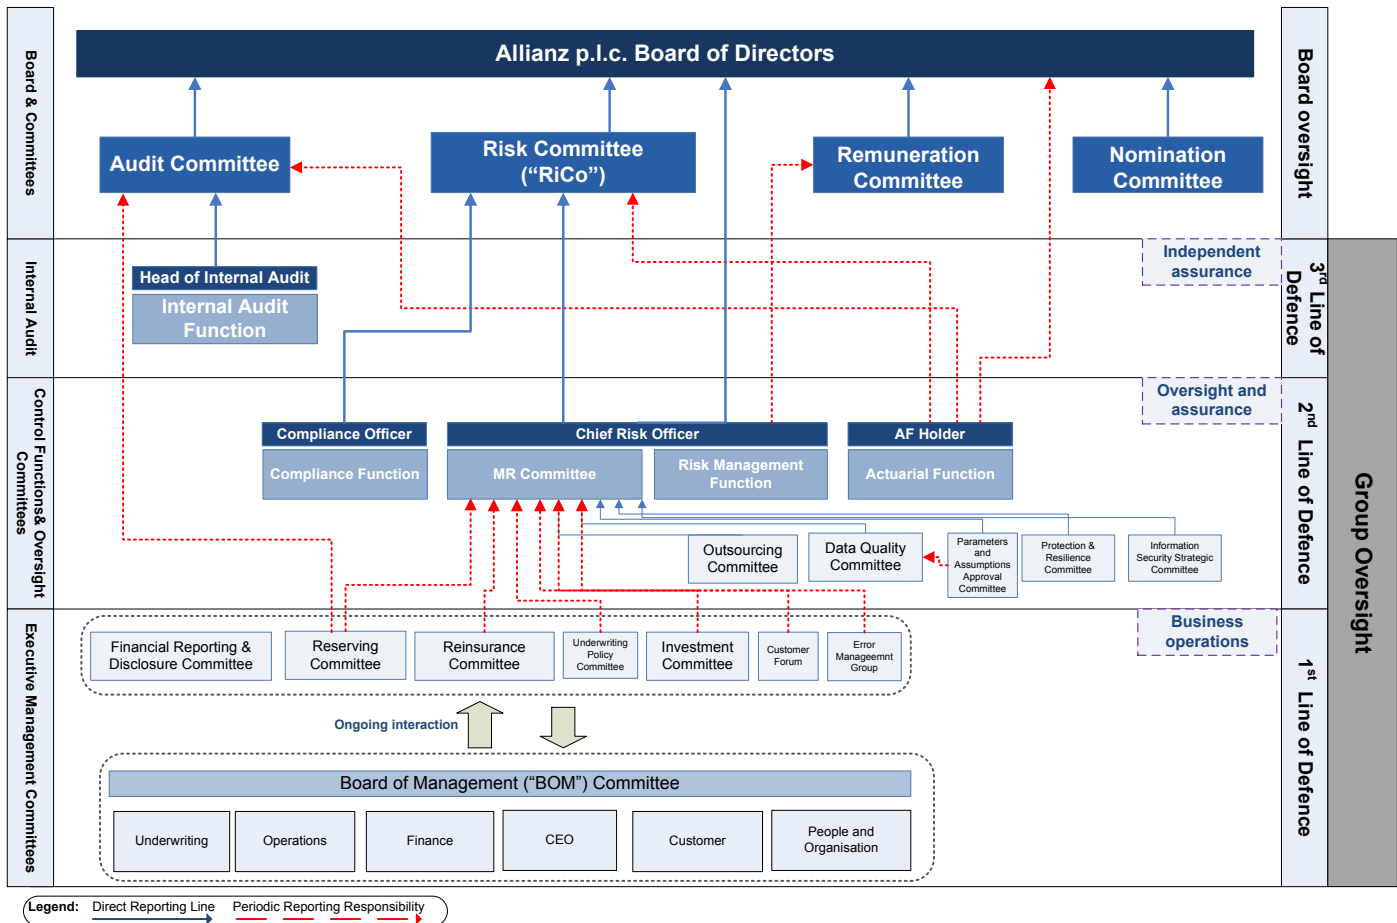 Allianz p.l.c. Board of Directors
Board & Committees
Board oversight
Audit Committee
Risk Committee
(“RiCo”)
Remuneration
Committee
Nomination
Committee
Internal Audit
Head of Internal Audit
Internal Audit
Function
Independent
assurance
3rd Line of
Defence
Control Functions& Oversight
Committees
Compliance Officer
Compliance Function
Chief Risk Officer
MR Committee
Risk Management
Function
AF Holder
Actuarial Function
Oversight and
assurance
2nd Line of Defence
Outsourcing
Committee
Data Quality
Committee
Parameters
and
Assumptions
Approval
Committee
Protection &
Resilience
Committee
Information
Security Strategic
Committee
Group Oversight
Executive Management Committees
Financial Reporting &
Disclosure Committee
Reserving
Committee
Reinsurance
Committee
Underwriting
Policy
Committee
Investment
Committee
Customer
Forum
Error
Manageemnt
Group
Business
operations
1st Line of Defence
Ongoing interaction
Board of Management (“BOM”) Committee
Underwriting
Operations
Finance
CEO
Customer
People and
Organisation
Legend: Direct Reporting Line Periodic Reporting Responsibility